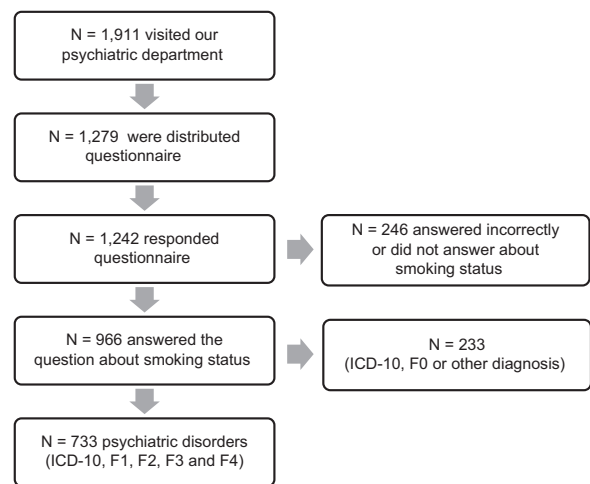 N = 1,911 visited our
psychiatric department
N = 1,279 were distributed
questionnaire
N = 1,242 responded
questionnaire
N = 246 answered incorrectly
or did not answer about
smoking status
N = 966 answered the
question about smoking status
N = 233
(ICD-10, F0 or other diagnosis)
N = 733 psychiatric disorders
(ICD-10, F1, F2, F3 and F4)